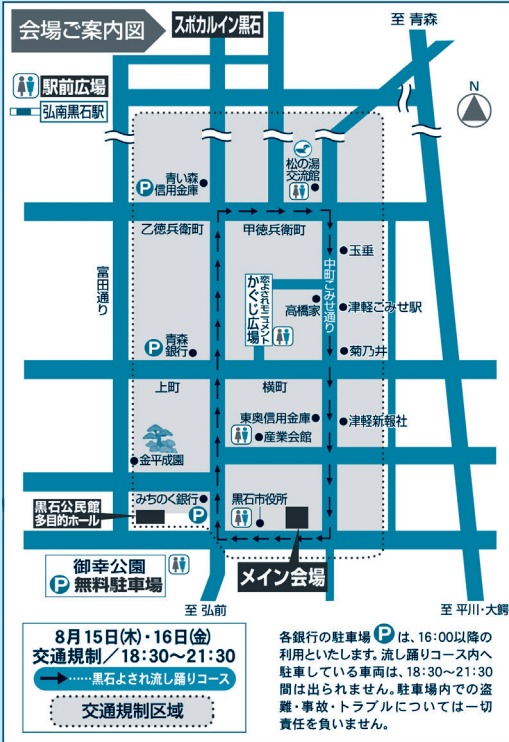 会場ご案内図
スポカルイン黒石
至 青森
駅前広場
弘南黒石駅
N
青い森
信用金庫
P
松の湯
交流館
乙徳兵衛町
甲徳兵衛町
玉垂
富田通り
中町こみせ通り
恋よされモニュメント
かぐじ広場
高橋家
津軽こみせ駅
青森
銀行
P
菊乃井
上町
横町
東奥信用金庫
産業会館
津軽新報社
金平成園
みちのく銀行
黒石公民館
多目的ホール
P
黒石市役所
メイン会場
御幸公園
P 無料駐車場
至 弘前
至 平川・大鰐
8月15日(木)・16日(金)
交通規制/18:30〜21:30
……黒石よされ流し踊りコース
交通規制区域
各銀行の駐車場 P は、16:00以降の
利用といたします。流し踊りコース内へ
駐車している車両は、18:30〜21:30
間は出られません。駐車場内での盗
難・事故・トラブルについては一切
責任を負いません。